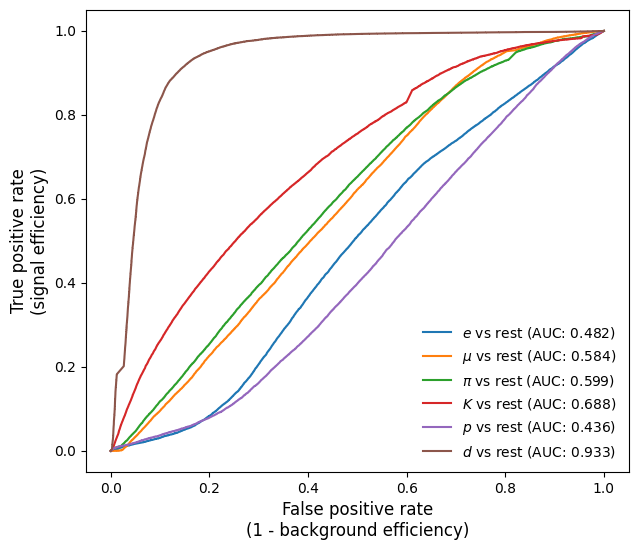 1.0
0.8
0.6
0.4
0.2
0.0
True positive rate
(signal efficiency)
e vs rest (AUC: 0.482)
μ vs rest (AUC: 0.584)
π vs rest (AUC: 0.599)
K vs rest (AUC: 0.688)
p vs rest (AUC: 0.436)
d vs rest (AUC: 0.933)
0.0 0.2 0.4 0.6 0.8 1.0
False positive rate
(1 - background efficiency)